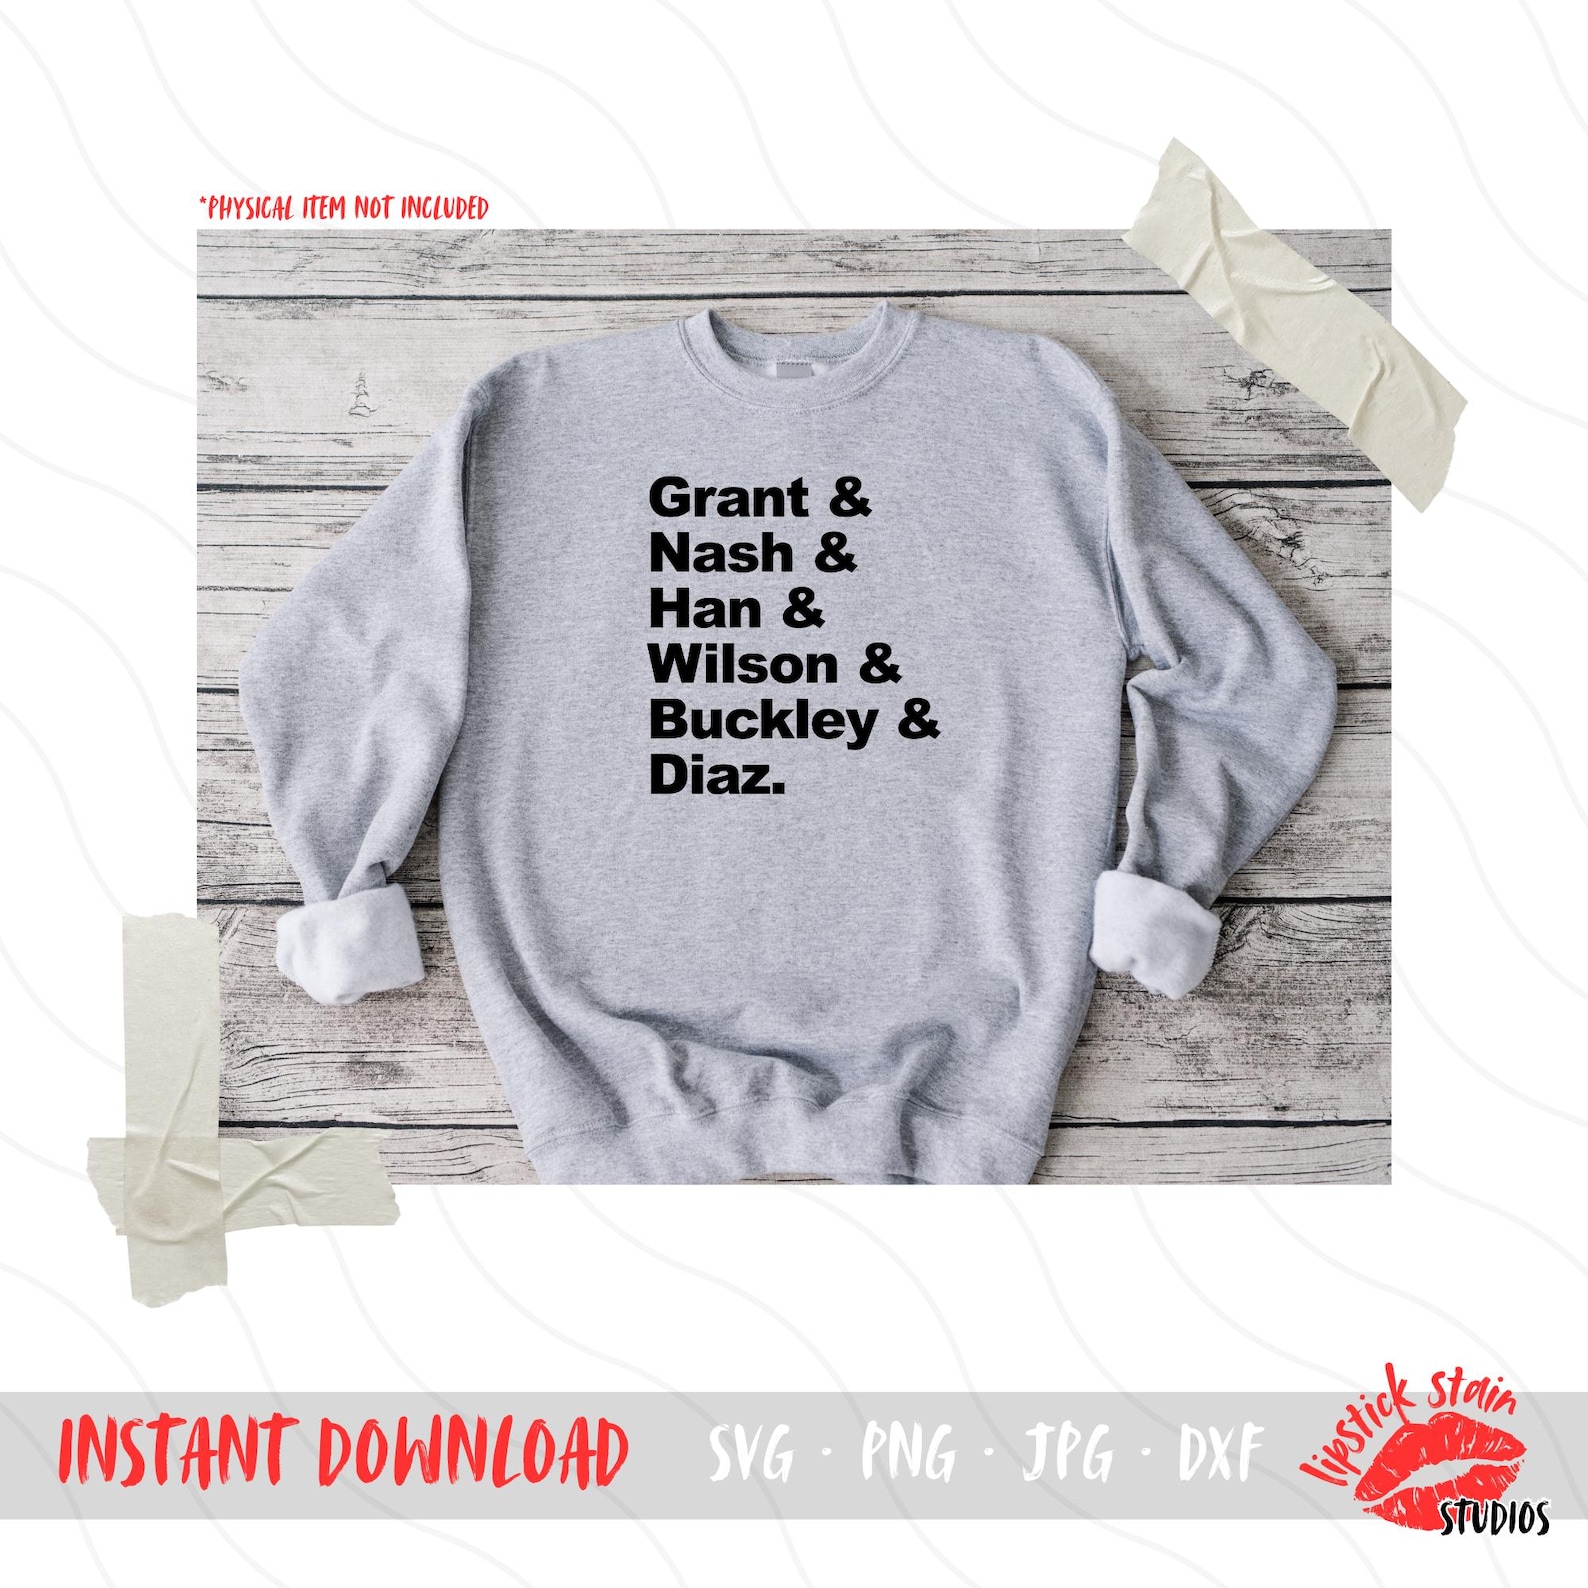 *PHYSICAL ITEM NOT INCLUDED
Grant &
Nash &
Han &
Wilson &
Buckley &
Diaz.
INSTANT DOWNLOAD
SVG · PNG · JPG · DXF
lipstick stain
STUDIOS